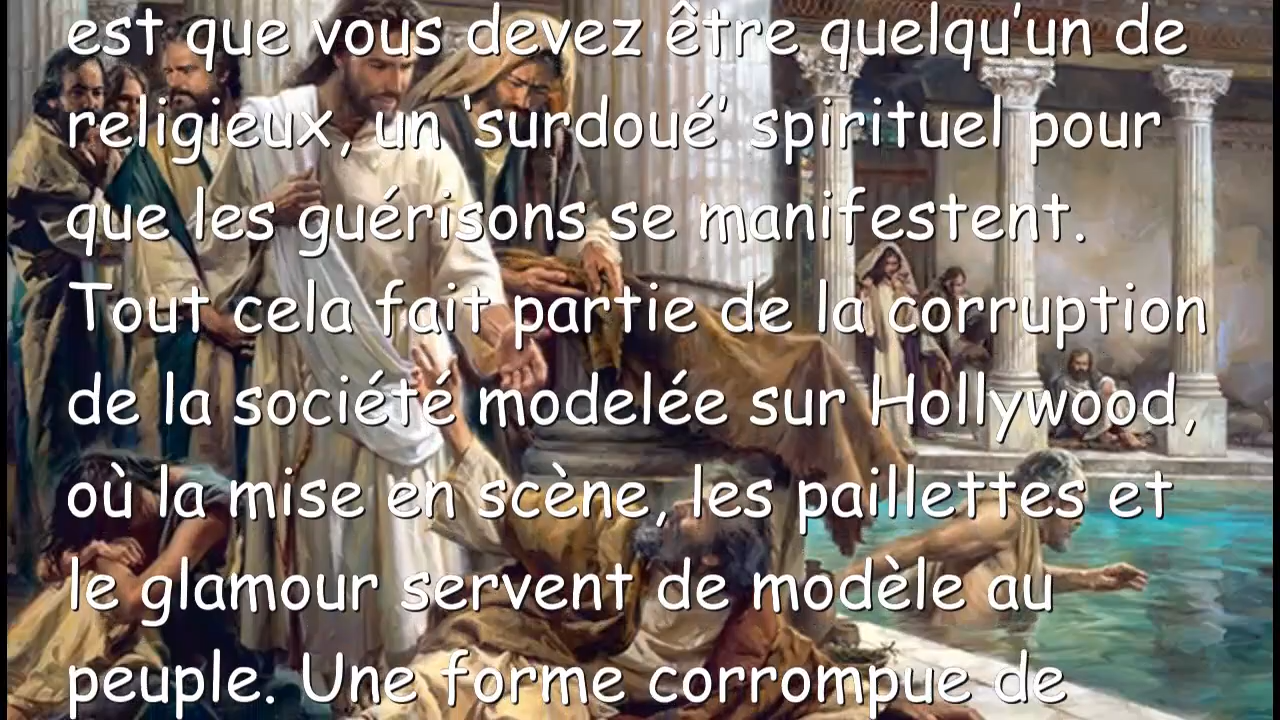 est que vous devez être quelqu'un de
religieux, un 'surdoué' spirituel pour
que les guérisons se manifestent.
Tout cela fait partie de la corruption
de la société modelée sur Hollywood,
où la mise en scène, les paillettes et
le glamour servent de modèle au
peuple. Une forme corrompue de